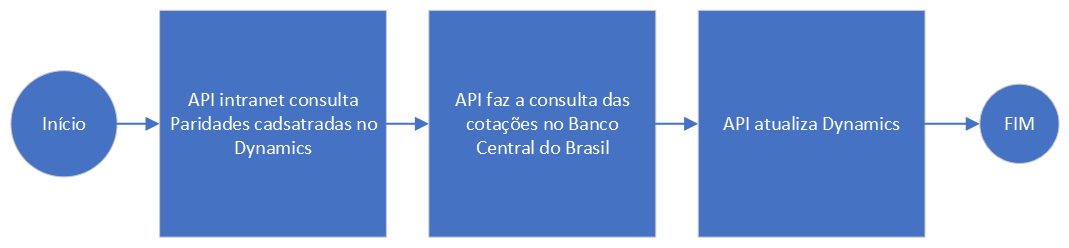 Início
API intranet consulta
Paridades cadsatradas no
Dynamics
API faz a consulta das
cotações no Banco
Central do Brasil
API atualiza Dynamics
FIM